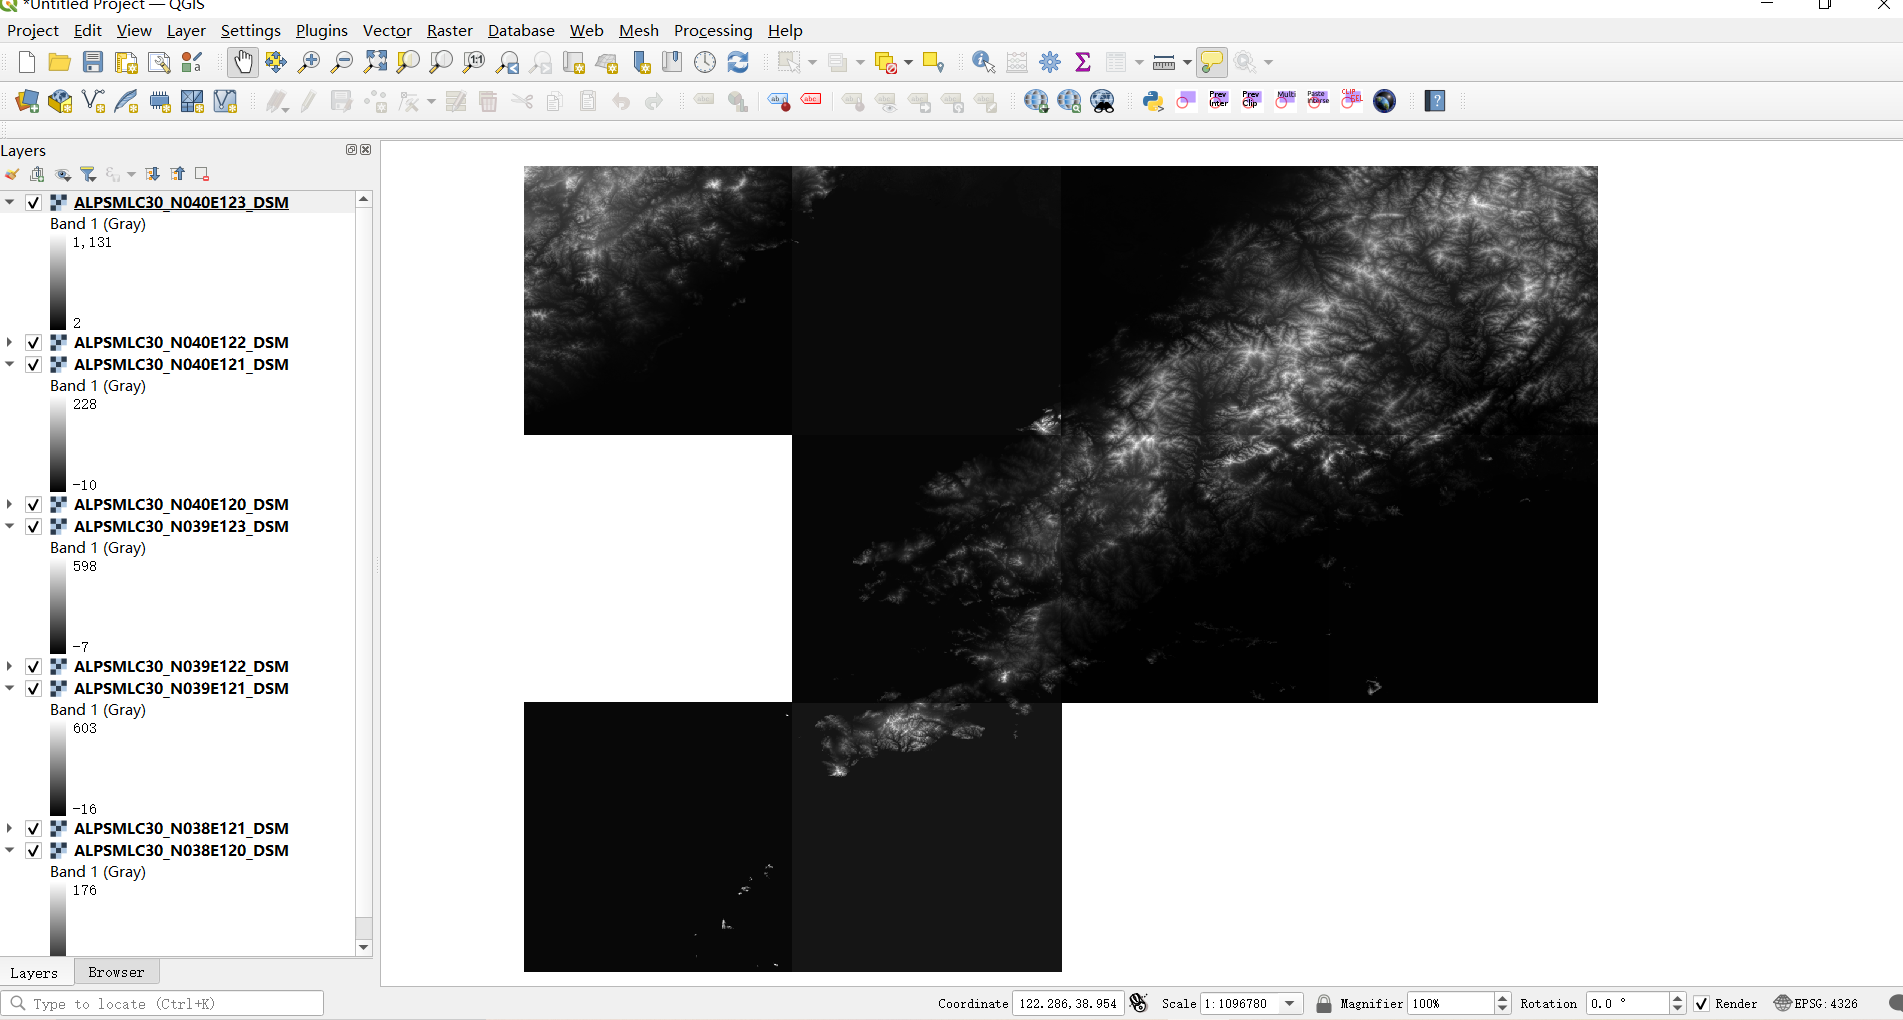 *Untitled Project — QGIS
Project Edit View Layer Settings Plugins Vector Raster Database Web Mesh Processing Help
Layers
ALPSMLC30_N040E123_DSM
Band 1 (Gray)
1,131
2
ALPSMLC30_N040E122_DSM
ALPSMLC30_N040E121_DSM
Band 1 (Gray)
228
-10
ALPSMLC30_N040E120_DSM
ALPSMLC30_N039E123_DSM
Band 1 (Gray)
598
-7
ALPSMLC30_N039E122_DSM
ALPSMLC30_N039E121_DSM
Band 1 (Gray)
603
-16
ALPSMLC30_N038E121_DSM
ALPSMLC30_N038E120_DSM
Band 1 (Gray)
176
Layers Browser
Type to locate (Ctrl+K)
Coordinate 122.286,38.954 Scale 1:1096780 Magnifier 100% Rotation 0.0 ° Render EPSG:4326